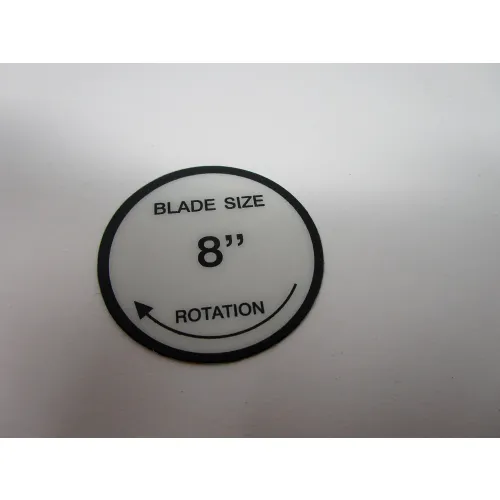 BLADE SIZE
8”
ROTATION